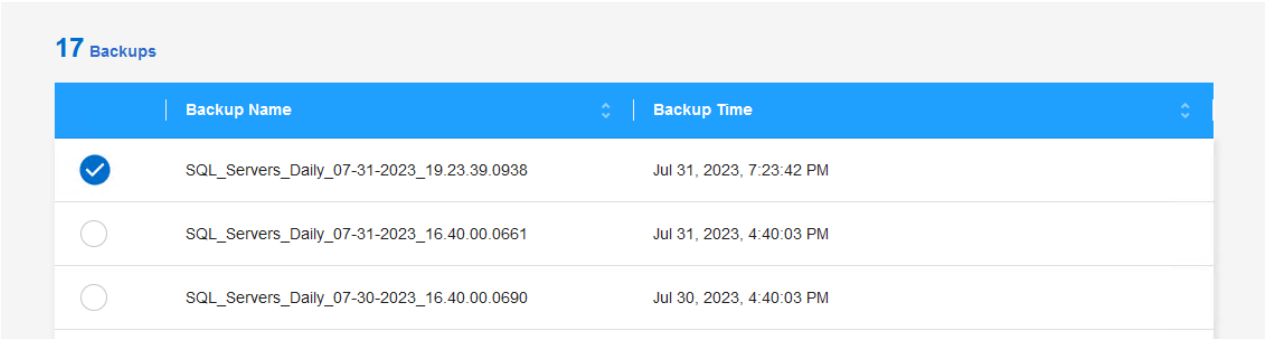 17 Backups
Backup Name Backup Time
SQL_Servers_Daily_07-31-2023_19.23.39.0938 Jul 31, 2023, 7:23:42 PM
SQL_Servers_Daily_07-31-2023_16.40.00.0661 Jul 31, 2023, 4:40:03 PM
SQL_Servers_Daily_07-30-2023_16.40.00.0690 Jul 30, 2023, 4:40:03 PM